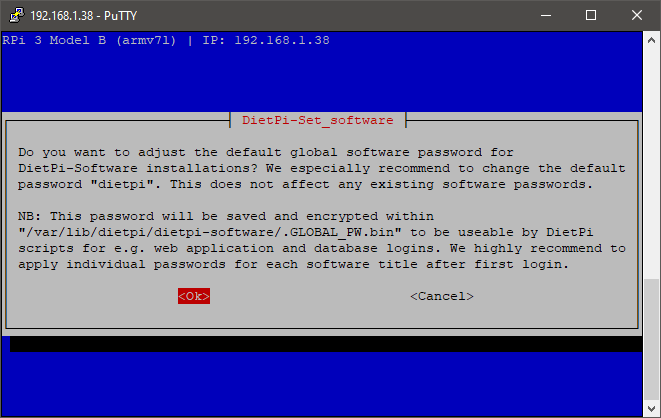 192.168.1.38 - PuTTY
RPi 3 Model B (armv7l) | IP: 192.168.1.38
DietPi-Set_software
Do you want to adjust the default global software password for
DietPi-Software installations? We especially recommend to change the default
password "dietpi". This does not affect any existing software passwords.
NB: This password will be saved and encrypted within
"/var/lib/dietpi/dietpi-software/.GLOBAL_PW.bin" to be useable by DietPi
scripts for e.g. web application and database logins. We highly recommend to
apply individual passwords for each software title after first login.
<Ok> <Cancel>